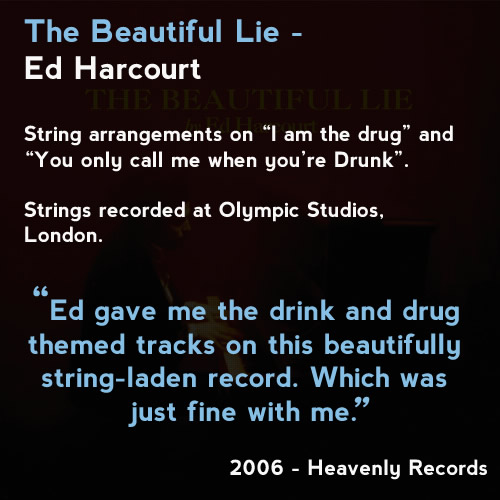 The Beautiful Lie -
Ed Harcourt
THE BEAUTIFUL LIE
by Ed Harcourt
String arrangements on “I am the drug” and
“You only call me when you’re Drunk”.
Strings recorded at Olympic Studios,
London.
“Ed gave me the drink and drug
themed tracks on this beautifully
string-laden record. Which was
just fine with me.”
2006 - Heavenly Records